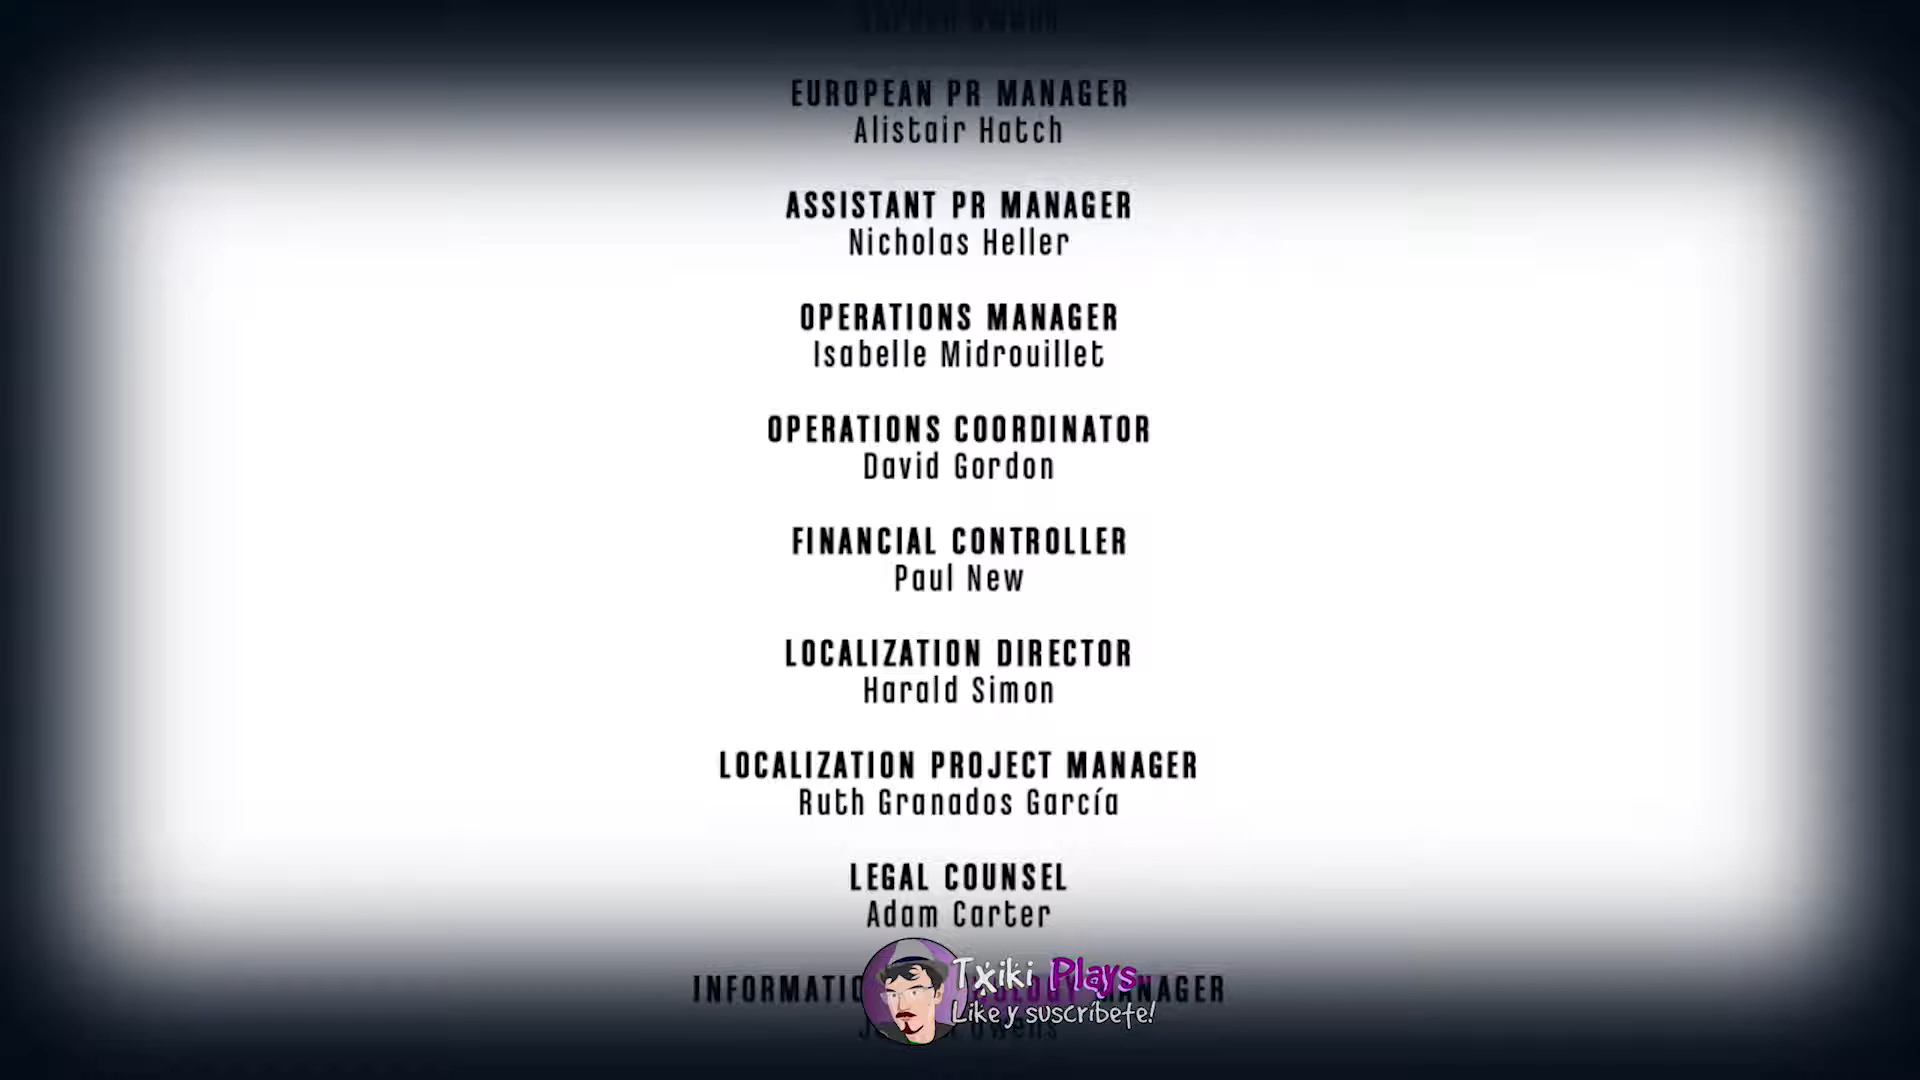 EUROPEAN PR MANAGER
Alistair Hatch
ASSISTANT PR MANAGER
Nicholas Heller
OPERATIONS MANAGER
Isabelle Midrouillet
OPERATIONS COORDINATOR
David Gordon
FINANCIAL CONTROLLER
Paul New
LOCALIZATION DIRECTOR
Harald Simon
LOCALIZATION PROJECT MANAGER
Ruth Granados García
LEGAL COUNSEL
Adam Carter
MANAGER
Txiki Plays
Like y suscríbete!